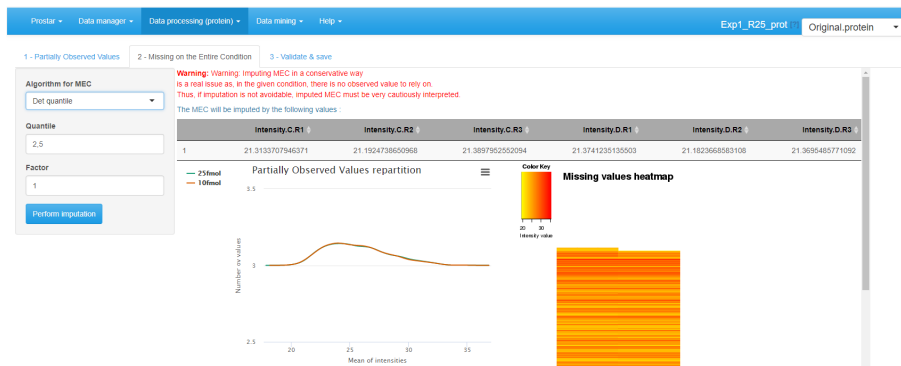 Prostar Data manager Data processing (protein) Data mining Help Exp1_R25_prot Original.protein
1 - Partially Observed Values 2 - Missing on the Entire Condition 3 - Validate & save
Algorithm for MEC
Det quantile
Quantile
2,5
Factor
1
Perform imputation
Warning: Warning: Imputing MEC in a conservative way
is a real issue as, in the given condition, there is no observed value to rely on.
Thus, if imputation is not avoidable, imputed MEC must be very cautiously interpreted.
The MEC will be imputed by the following values :
Intensity.C.R1 Intensity.C.R2 Intensity.C.R3 Intensity.D.R1 Intensity.D.R2 Intensity.D.R3
1 21.3133707946371 21.1924738650968 21.3897952552094 21.3741235135503 21.1823668583108 21.3695485771092
25fmol
10fmol
Partially Observed Values repartition
3.5
3
2.5
Number ov values
20 25 30 35
Mean of intensities
Color Key
20 30
Intensity value
Missing values heatmap